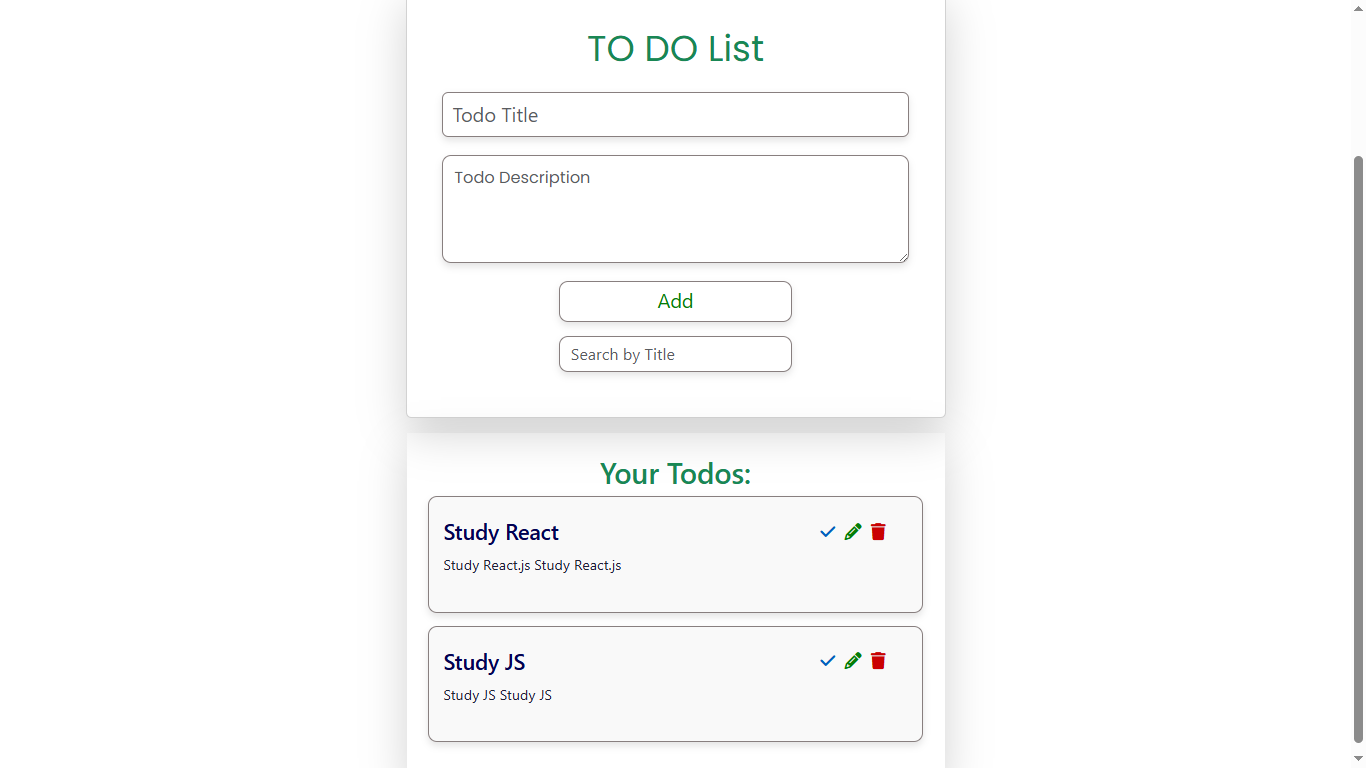 TO DO List
Todo Title
Todo Description
Add
Search by Title
Your Todos:
Study React
Study React.js Study React.js
Study JS
Study JS Study JS